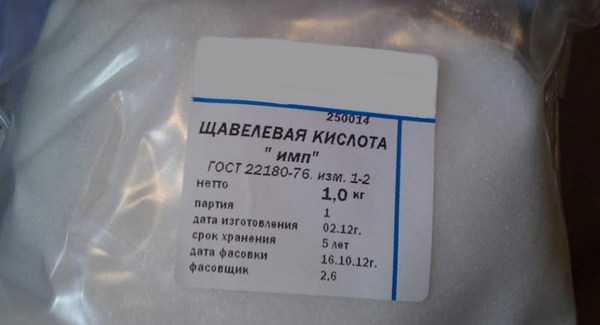 250014
ЩАВЕЛЕВАЯ КИСЛОТА
" ИМП"
ГОСТ 22180-76. изм. 1-2
нетто 1,0 кг
партия 1
дата изготовления 02.12г.
срок хранения 5 лет
дата фасовки 16.10.12г.
фасовщик 2,6